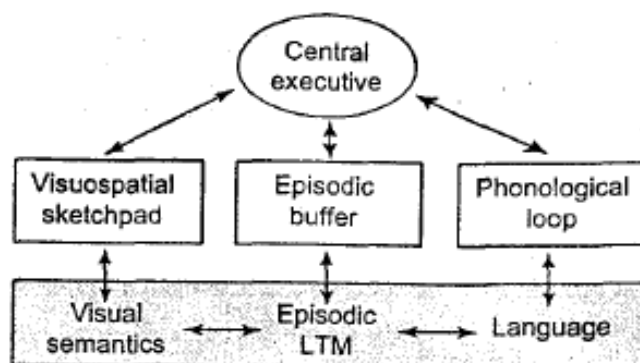 Central
executive
Visuospatial
sketchpad
Episodic
buffer
Phonological
loop
Visual
semantics
Episodic
LTM
Language